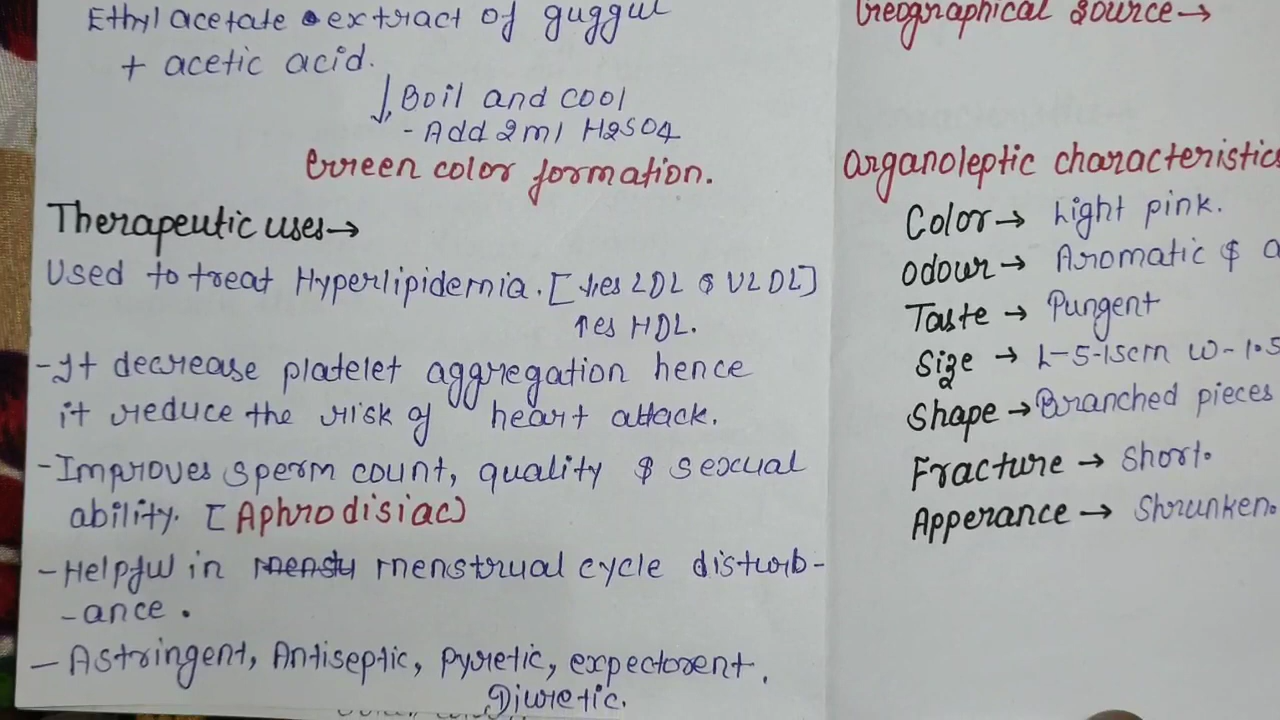 Ethyl acetate extract of guggul
+ acetic acid.
↓ Boil and cool
- Add 2ml H2SO4
Green color formation.
Therapeutic uses→
Used to treat Hyperlipidemia. [↓es LDL & VLDL]
↑es HDL.
- It decrease platelet aggregation hence
it reduce the risk of heart attack.
- Improves sperm count, quality & sexual
ability. [Aphrodisiac]
- Helpful in menstrual cycle disturb-
-ance.
- Astringent, Antiseptic, pyretic, expectorent.
Diuretic.
Geographical source→
Organoleptic characteristics
Color→ Light pink.
Odour→ Aromatic &
Taste→ Pungent
Size → L-5-15cm W-1.5
Shape→Branched pieces
Fracture→ Short.
Apperance→ Shrunken.